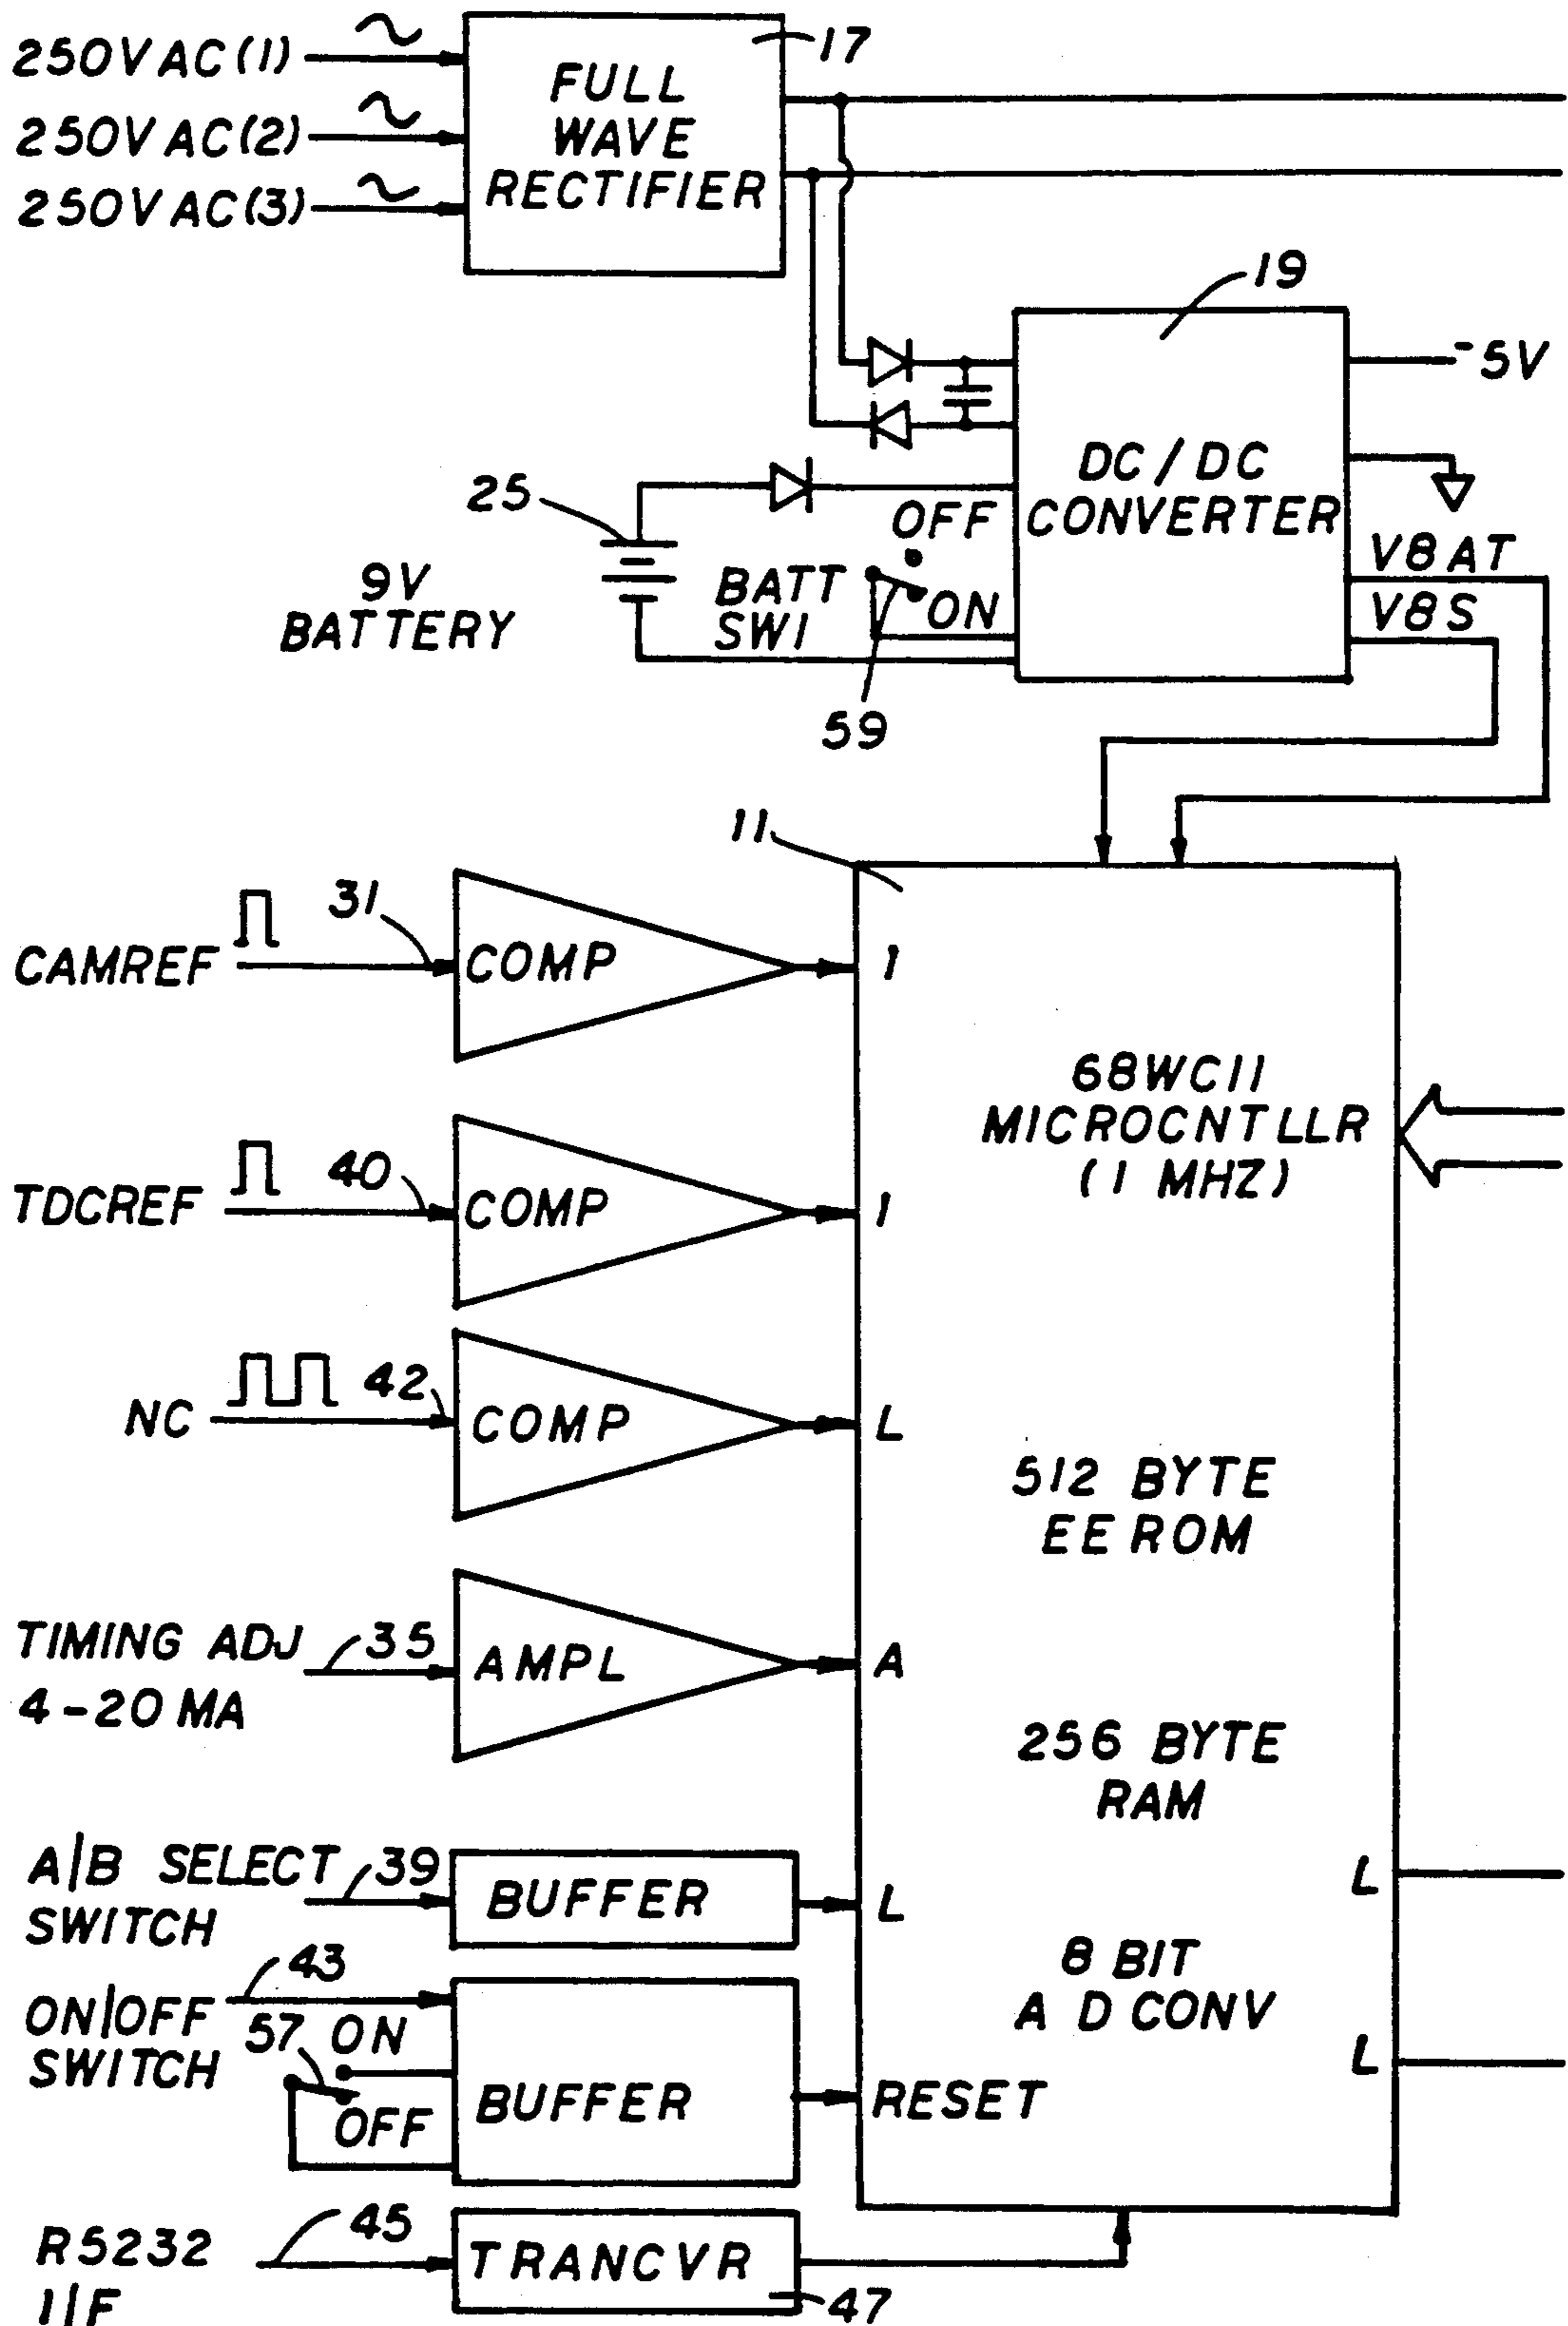 250VAC(1)
250VAC(2)
250VAC(3)
FULL
WAVE
RECTIFIER
17
19
-5V
DC/DC
CONVERTER
V8AT
V8S
25
9V
BATTERY
BATT
SW1
OFF
ON
59
11
CAMREF
31
COMP
I
TDCREF
40
COMP
I
NC
42
COMP
L
TIMING ADJ
4-20MA
35
AMPL
A
A|B SELECT
SWITCH
39
BUFFER
L
ON|OFF
SWITCH
43
57
ON
OFF
BUFFER
RESET
RS232
I|F
45
TRANCVR
47
68WC11
MICROCNTLLR
(1 MHZ)
512 BYTE
EEROM
256 BYTE
RAM
8 BIT
A D CONV
L
L